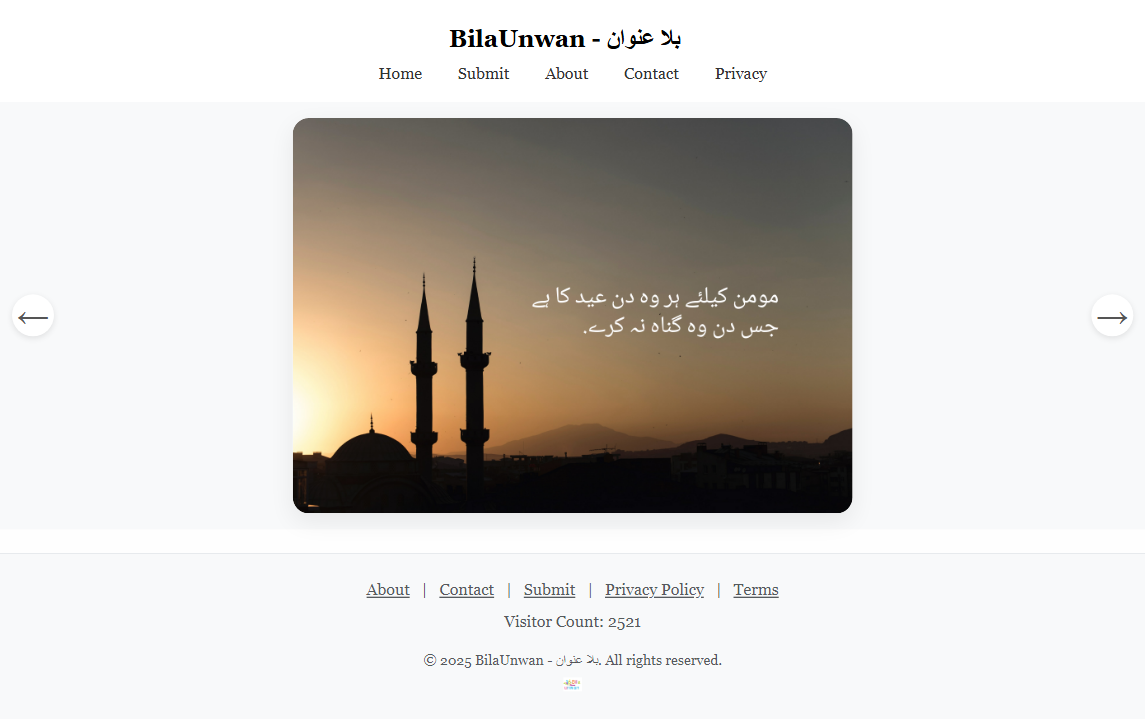 BilaUnwan - بلا عنوان
Home Submit About Contact Privacy
مومن کیلئے ہر وہ دن عید کا ہے
جس دن وہ گناہ نہ کرے.
About | Contact | Submit | Privacy Policy | Terms
Visitor Count: 2521
© 2025 BilaUnwan - بلا عنوان. All rights reserved.